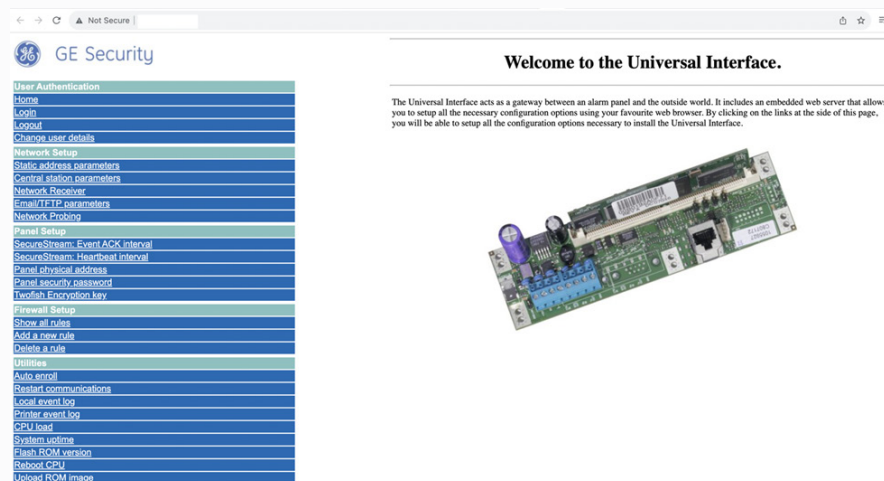 Not Secure
GE Security
User Authentication
Home
Login
Logout
Change user details
Network Setup
Static address parameters
Central station parameters
Network Receiver
Email/TFTP parameters
Network Probing
Panel Setup
SecureStream: Event ACK interval
SecureStream: Heartbeat interval
Panel physical address
Panel security password
Twofish Encryption key
Firewall Setup
Show all rules
Add a new rule
Delete a rule
Utilities
Auto enroll
Restart communications
Local event log
Printer event log
CPU load
System uptime
Flash ROM version
Reboot CPU
Upload ROM image
Welcome to the Universal Interface.
The Universal Interface acts as a gateway between an alarm panel and the outside world. It includes an embedded web server that allows
you to setup all the necessary configuration options using your favourite web browser. By clicking on the links at the side of this page,
you will be able to setup all the configuration options necessary to install the Universal Interface.